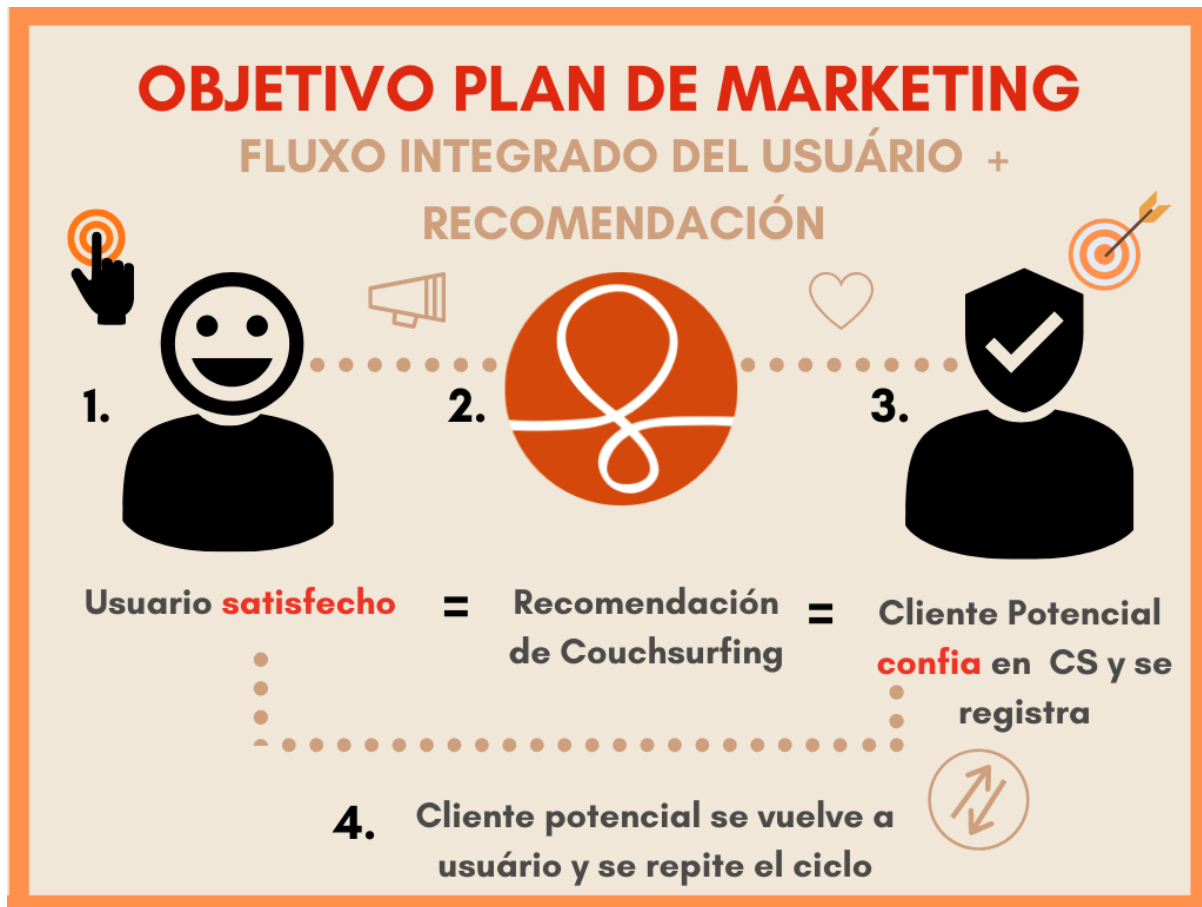 OBJETIVO PLAN DE MARKETING
FLUXO INTEGRADO DEL USUÁRIO +
RECOMENDACIÓN
1.
2.
3.
Usuario satisfecho
=
Recomendación
de Couchsurfing
=
Cliente Potencial
confia en CS y se
registra
4.
Cliente potencial se vuelve a
usuário y se repite el ciclo